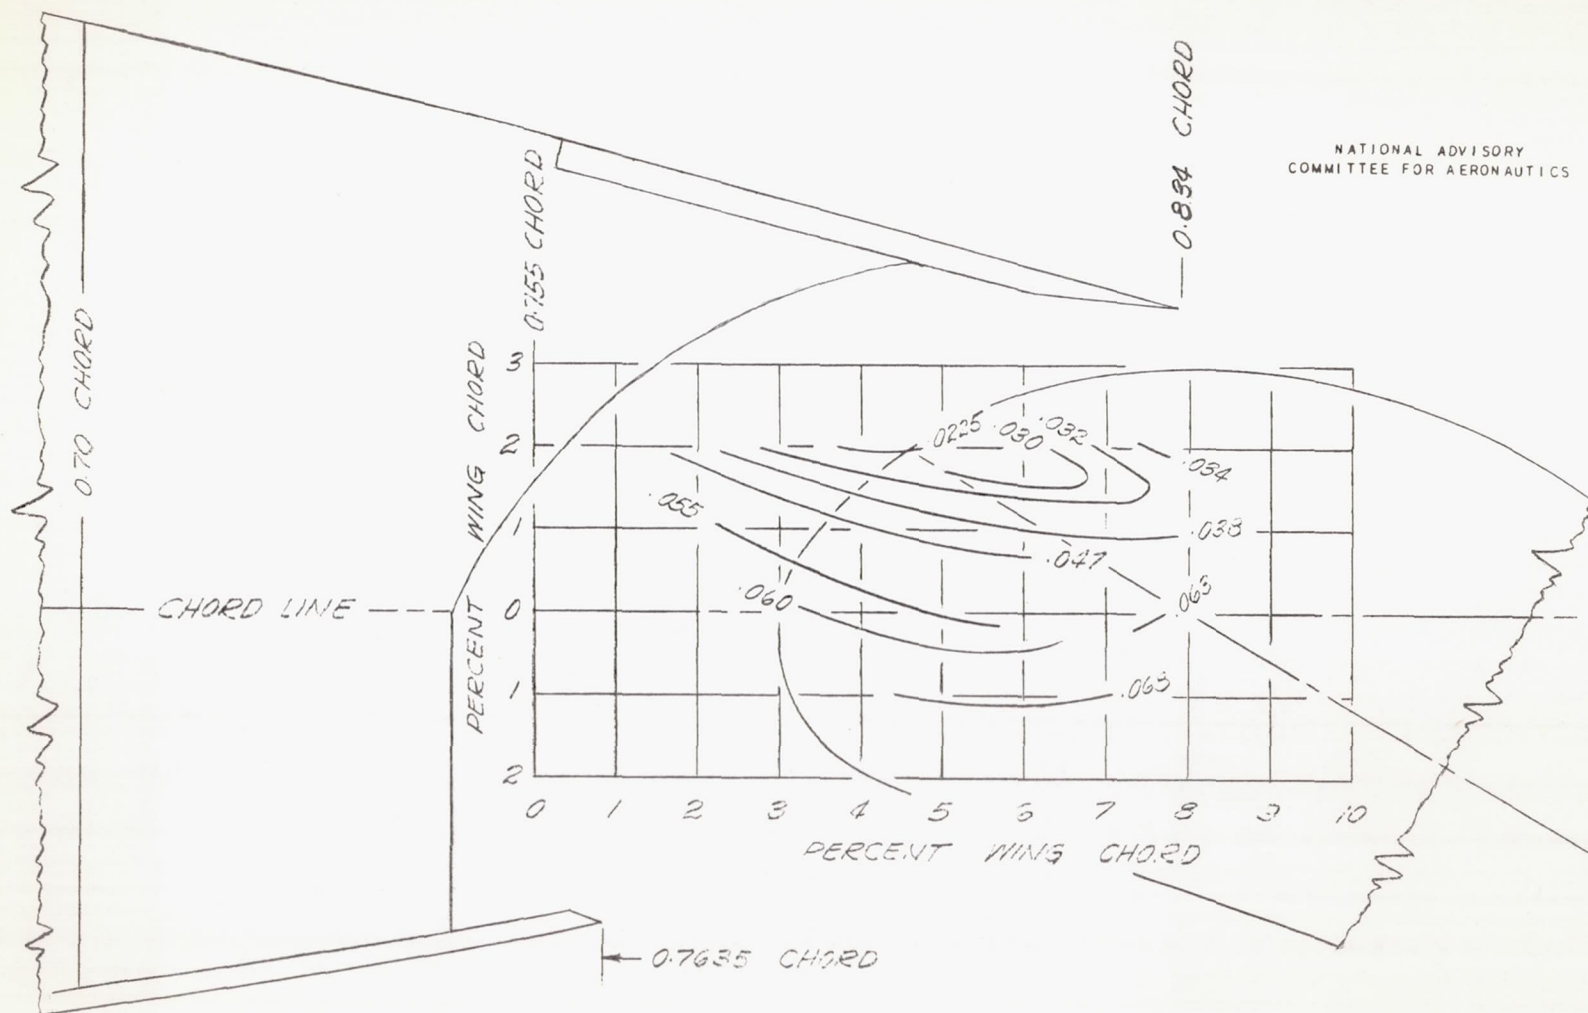 NATIONAL ADVISORY
COMMITTEE FOR AERONAUTICS
0.834 CHORD
0.755 CHORD
0.70 CHORD
PERCENT WING CHORD
3
2
1
0
1
2
.0225
.030
.032
.034
.055
.038
.047
.060
.063
.063
CHORD LINE
0 1 2 3 4 5 6 7 8 9 10
PERCENT WING CHORD
0.7635 CHORD